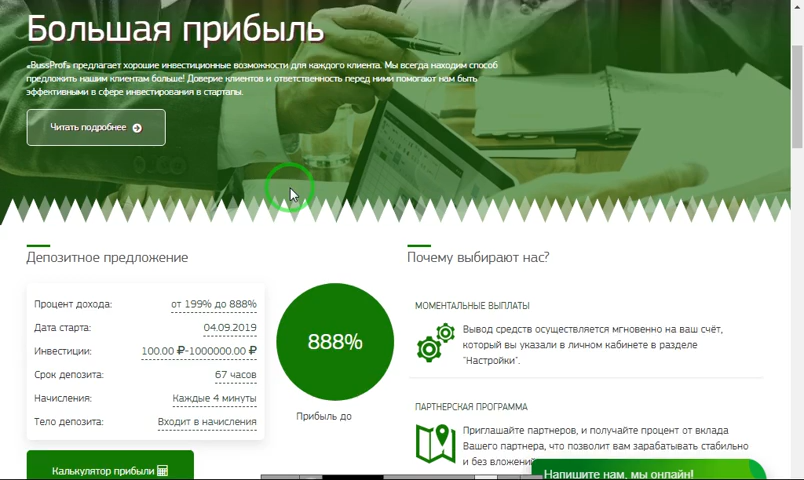 Большая прибыль
«BussProf» предлагает хорошие инвестиционные возможности для каждого клиента. Мы всегда находим способ
предложить нашим клиентам больше! Доверие клиентов и ответственность перед ними помогают нам быть
эффективными в сфере инвестирования в стартапы.
Читать подробнее
Депозитное предложение
Процент дохода: от 199% до 888%
Дата старта: 04.09.2019
Инвестиции: 100.00 ₽-1000000.00 ₽
Срок депозита: 67 часов
Начисления: Каждые 4 минуты
Тело депозита: Входит в начисления
Калькулятор прибыли
888%
Прибыль до
Почему выбирают нас?
МОМЕНТАЛЬНЫЕ ВЫПЛАТЫ
Вывод средств осуществляется мгновенно на ваш счёт,
который вы указали в личном кабинете в разделе
"Настройки".
ПАРТНЕРСКАЯ ПРОГРАММА
Приглашайте партнеров, и получайте процент от вклада
Вашего партнера, что позволит вам зарабатывать стабильно
и без вложений
Напишите нам, мы онлайн!